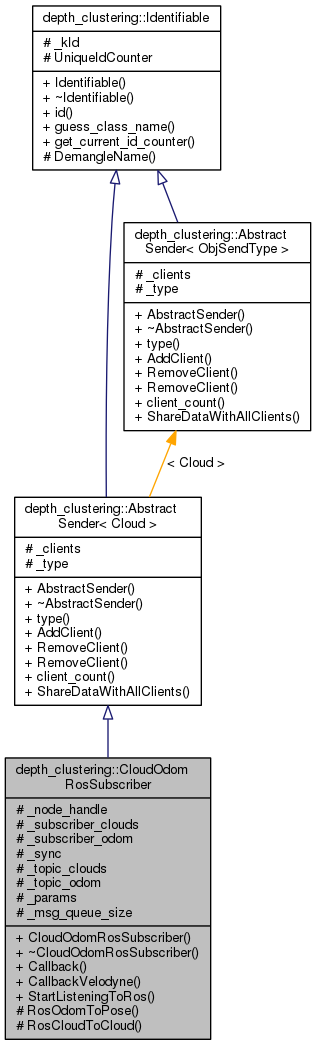 depth_clustering::Identifiable
# _kId
# UniqueIdCounter
+ Identifiable()
+ ~Identifiable()
+ id()
+ guess_class_name()
+ get_current_id_counter()
# DemangleName()
depth_clustering::Abstract
Sender< ObjSendType >
# _clients
# _type
+ AbstractSender()
+ ~AbstractSender()
+ type()
+ AddClient()
+ RemoveClient()
+ RemoveClient()
+ client_count()
+ ShareDataWithAllClients()
< Cloud >
depth_clustering::Abstract
Sender< Cloud >
# _clients
# _type
+ AbstractSender()
+ ~AbstractSender()
+ type()
+ AddClient()
+ RemoveClient()
+ RemoveClient()
+ client_count()
+ ShareDataWithAllClients()
depth_clustering::CloudOdom
RosSubscriber
# _node_handle
# _subscriber_clouds
# _subscriber_odom
# _sync
# _topic_clouds
# _topic_odom
# _params
# _msg_queue_size
+ CloudOdomRosSubscriber()
+ ~CloudOdomRosSubscriber()
+ Callback()
+ CallbackVelodyne()
+ StartListeningToRos()
# RosOdomToPose()
# RosCloudToCloud()